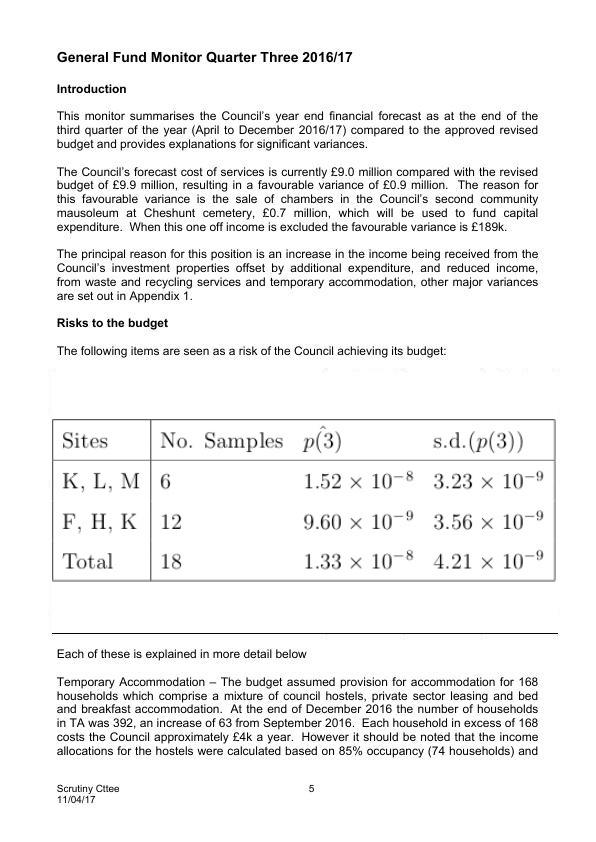 General Fund Monitor Quarter Three 2016/17
Introduction
This monitor summarises the Council's year end financial forecast as at the end of the
third quarter of the year (April to December 2016/17) compared to the approved revised
budget and provides explanations for significant variances.
The Council's forecast cost of services is currently £9.0 million compared with the revised
budget of £9.9 million, resulting in a favourable variance of £0.9 million. The reason for
this favourable variance is the sale of chambers in the Council's second community
mausoleum at Cheshunt cemetery, £0.7 million, which will be used to fund capital
expenditure. When this one off income is excluded the favourable variance is £189k.
The principal reason for this position is an increase in the income being received from the
Council's investment properties offset by additional expenditure, and reduced income,
from waste and recycling services and temporary accommodation, other major variances
are set out in Appendix 1.
Risks to the budget
The following items are seen as a risk of the Council achieving its budget:
Sites No. Samples p(̂3) s.d.(p(3))
K, L, M 6 1.52 × 10⁻⁸ 3.23 × 10⁻⁹
F, H, K 12 9.60 × 10⁻⁹ 3.56 × 10⁻⁹
Total 18 1.33 × 10⁻⁸ 4.21 × 10⁻⁹
Each of these is explained in more detail below
Temporary Accommodation – The budget assumed provision for accommodation for 168
households which comprise a mixture of council hostels, private sector leasing and bed
and breakfast accommodation. At the end of December 2016 the number of households
in TA was 392, an increase of 63 from September 2016. Each household in excess of 168
costs the Council approximately £4k a year. However it should be noted that the income
allocations for the hostels were calculated based on 85% occupancy (74 households) and
Scrutiny Cttee 5
11/04/17